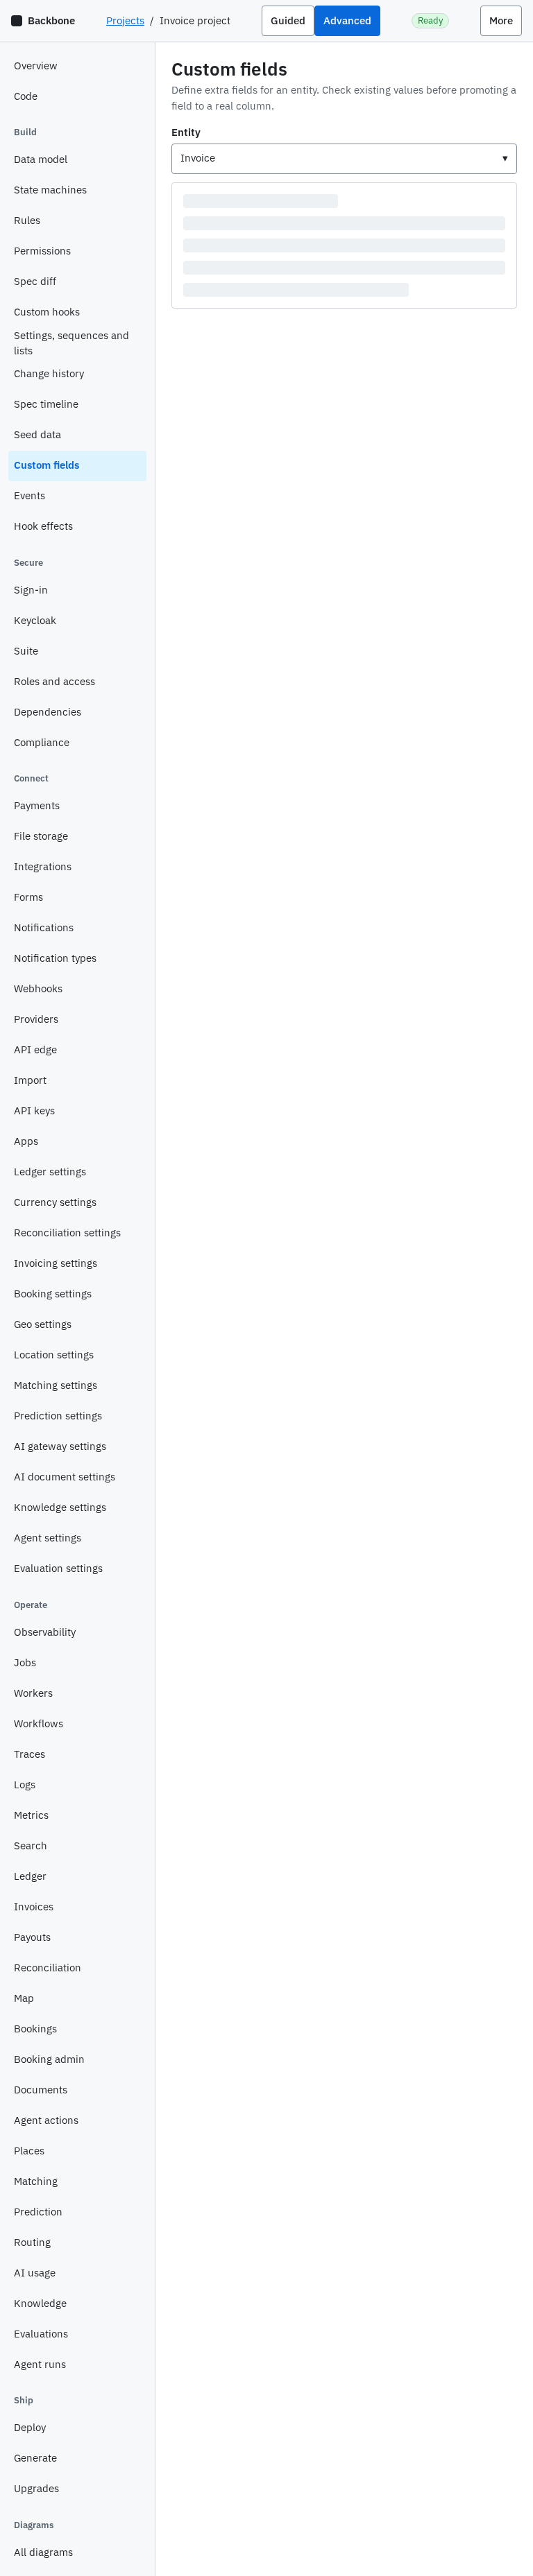 Backbone
Projects / Invoice project
Guided
Advanced
Ready
More
Overview
Code
Build
Data model
State machines
Rules
Permissions
Spec diff
Custom hooks
Settings, sequences and
lists
Change history
Spec timeline
Seed data
Custom fields
Events
Hook effects
Secure
Sign-in
Keycloak
Suite
Roles and access
Dependencies
Compliance
Connect
Payments
File storage
Integrations
Forms
Notifications
Notification types
Webhooks
Providers
API edge
Import
API keys
Apps
Ledger settings
Currency settings
Reconciliation settings
Invoicing settings
Booking settings
Geo settings
Location settings
Matching settings
Prediction settings
AI gateway settings
AI document settings
Knowledge settings
Agent settings
Evaluation settings
Operate
Observability
Jobs
Workers
Workflows
Traces
Logs
Metrics
Search
Ledger
Invoices
Payouts
Reconciliation
Map
Bookings
Booking admin
Documents
Agent actions
Places
Matching
Prediction
Routing
AI usage
Knowledge
Evaluations
Agent runs
Ship
Deploy
Generate
Upgrades
Diagrams
All diagrams
Custom fields
Define extra fields for an entity. Check existing values before promoting a
field to a real column.
Entity
Invoice